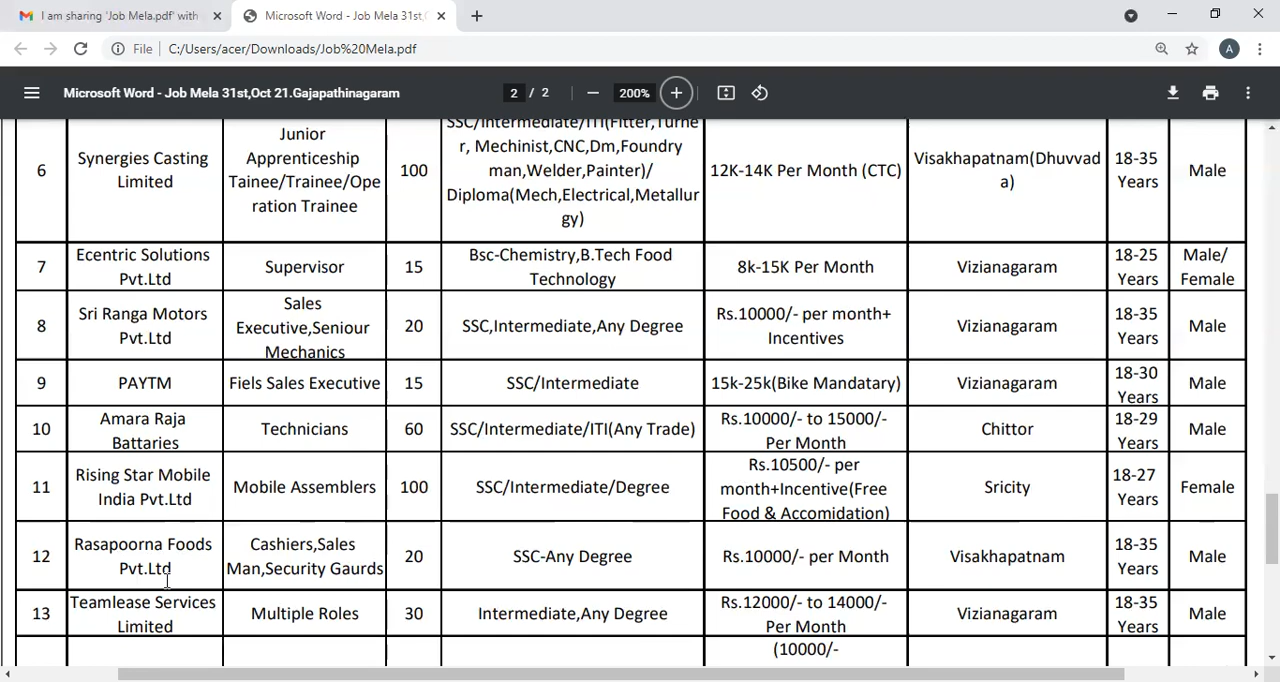 I am sharing 'Job Mela.pdf' with
Microsoft Word - Job Mela 31st,
File
C:/Users/acer/Downloads/Job%20Mela.pdf
A
Microsoft Word - Job Mela 31st,Oct 21.Gajapathinagaram
2 / 2
200%
6
Synergies Casting
Limited
Junior
Apprenticeship
Tainee/Trainee/Ope
ration Trainee
100
SSC/Intermediate/ITI(Fitter,Turne
r, Mechinist,CNC,Dm,Foundry
man,Welder,Painter)/
Diploma(Mech,Electrical,Metallur
gy)
12K-14K Per Month (CTC)
Visakhapatnam(Dhuvvad
a)
18-35
Years
Male
7
Ecentric Solutions
Pvt.Ltd
Supervisor
15
Bsc-Chemistry,B.Tech Food
Technology
8k-15K Per Month
Vizianagaram
18-25
Years
Male/
Female
8
Sri Ranga Motors
Pvt.Ltd
Sales
Executive,Seniour
Mechanics
20
SSC,Intermediate,Any Degree
Rs.10000/- per month+
Incentives
Vizianagaram
18-35
Years
Male
9
PAYTM
Fiels Sales Executive
15
SSC/Intermediate
15k-25k(Bike Mandatary)
Vizianagaram
18-30
Years
Male
10
Amara Raja
Battaries
Technicians
60
SSC/Intermediate/ITI(Any Trade)
Rs.10000/- to 15000/-
Per Month
Chittor
18-29
Years
Male
11
Rising Star Mobile
India Pvt.Ltd
Mobile Assemblers
100
SSC/Intermediate/Degree
Rs.10500/- per
month+Incentive(Free
Food & Accomidation)
Sricity
18-27
Years
Female
12
Rasapoorna Foods
Pvt.Ltd
Cashiers,Sales
Man,Security Gaurds
20
SSC-Any Degree
Rs.10000/- per Month
Visakhapatnam
18-35
Years
Male
13
Teamlease Services
Limited
Multiple Roles
30
Intermediate,Any Degree
Rs.12000/- to 14000/-
Per Month
Vizianagaram
18-35
Years
Male
(10000/-